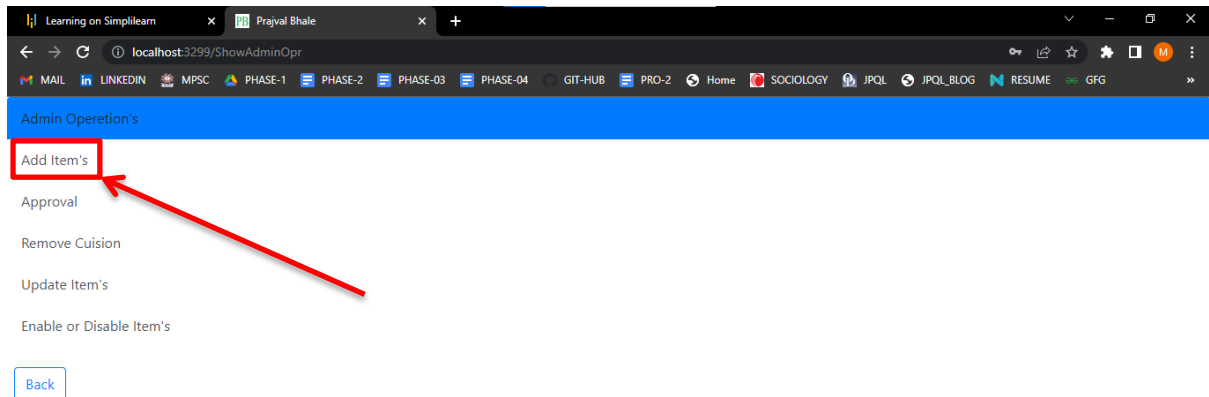 Learning on Simplilearn PB Prajval Bhale
localhost:3299/ShowAdminOpr M
MAIL LINKEDIN MPSC PHASE-1 PHASE-2 PHASE-03 PHASE-04 GIT-HUB PRO-2 Home SOCIOLOGY JPQL JPQL_BLOG RESUME GFG »
Admin Operetion's
Add Item's
Approval
Remove Cuision
Update Item's
Enable or Disable Item's
Back